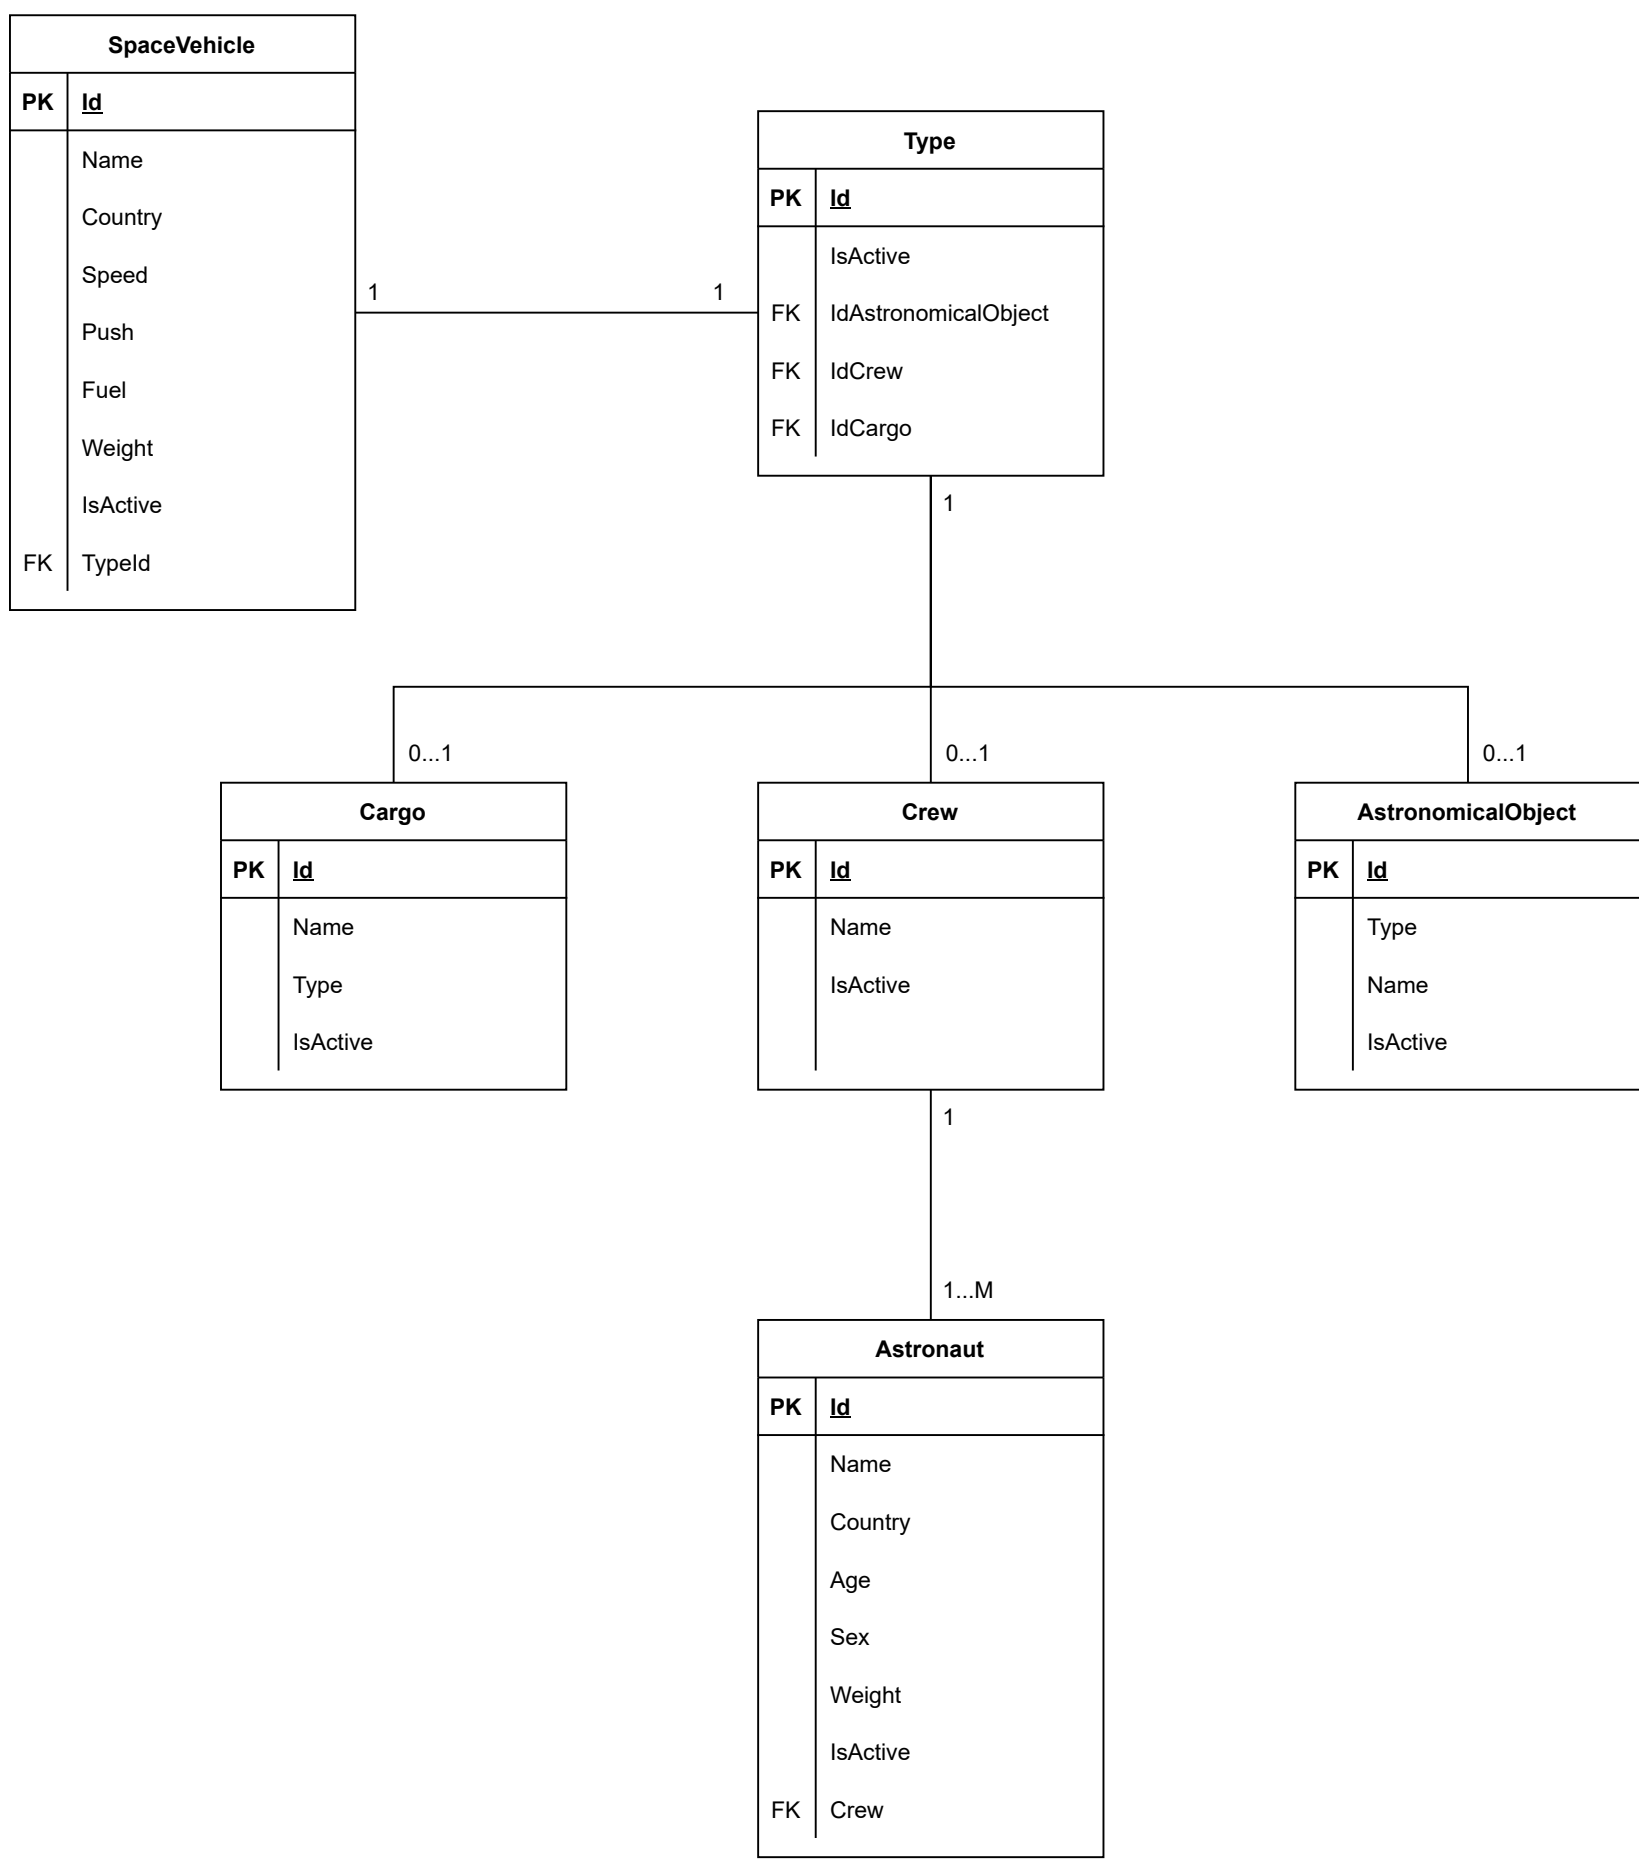 SpaceVehicle
PK Id
Name
Country
Speed
Push
Fuel
Weight
IsActive
FK TypeId
1 1
Type
PK Id
IsActive
FK IdAstronomicalObject
FK IdCrew
FK IdCargo
1
0...1
0...1
0...1
Cargo
PK Id
Name
Type
IsActive
Crew
PK Id
Name
IsActive
AstronomicalObject
PK Id
Type
Name
IsActive
1
1...M
Astronaut
PK Id
Name
Country
Age
Sex
Weight
IsActive
FK Crew